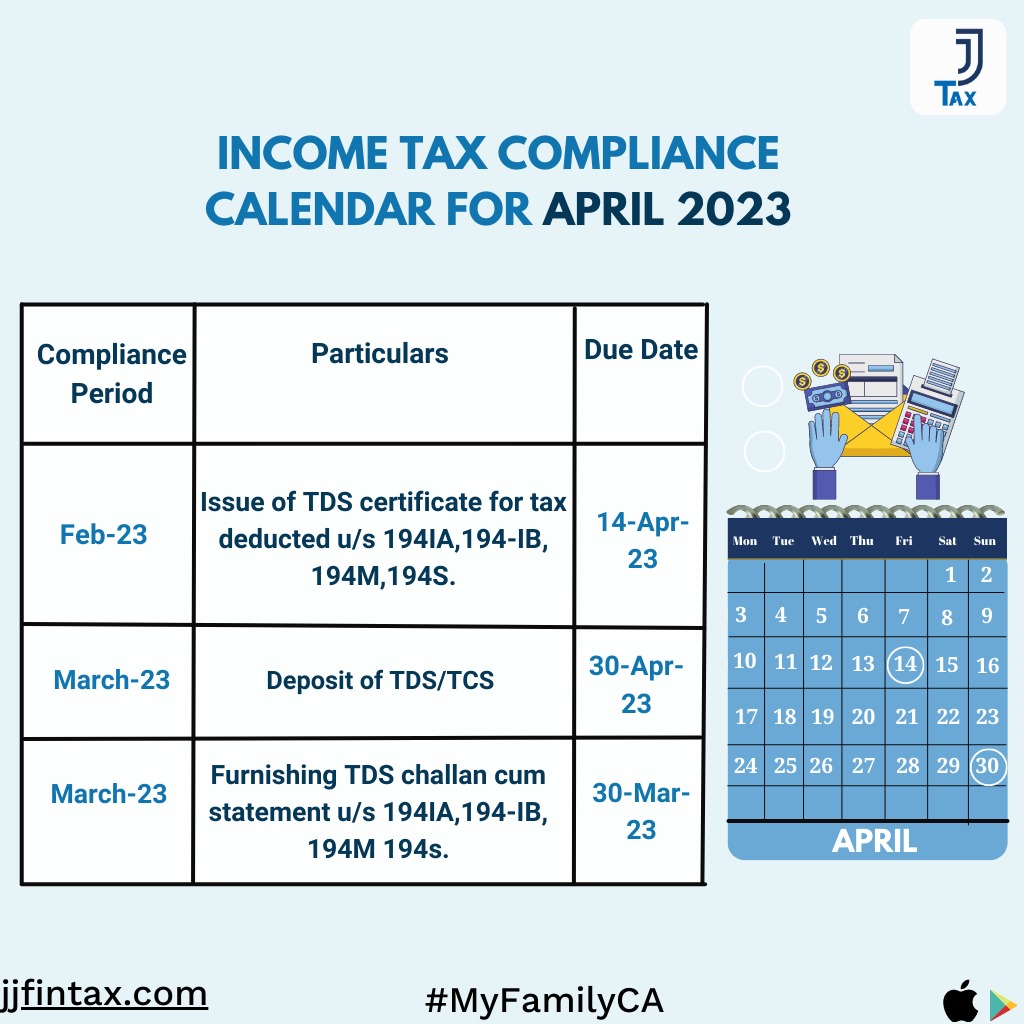 J
TAX
INCOME TAX COMPLIANCE
CALENDAR FOR APRIL 2023
Compliance
Period
Particulars
Due Date
Feb-23
Issue of TDS certificate for tax
deducted u/s 194IA,194-IB,
194M,194S.
14-Apr-
23
March-23
Deposit of TDS/TCS
30-Apr-
23
March-23
Furnishing TDS challan cum
statement u/s 194IA,194-IB,
194M 194s.
30-Mar-
23
Mon Tue Wed Thu Fri Sat Sun
1 2
3 4 5 6 7 8 9
10 11 12 13 14 15 16
17 18 19 20 21 22 23
24 25 26 27 28 29 30
APRIL
jjfintax.com
#MyFamilyCA